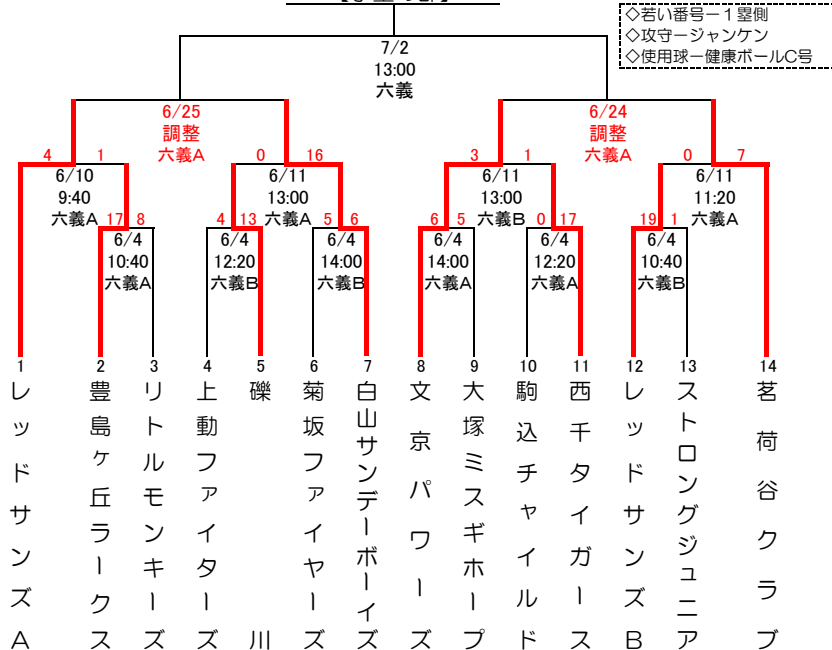 ◇若い番号－1塁側
◇攻守－ジャンケン
◇使用球－健康ボールC号
7/2
13:00
六義
6/25
調整
六義A
6/24
調整
六義A
4 1
6/10
9:40
六義A
0 16
6/11
13:00
六義A
3 1
6/11
13:00
六義B
0 7
6/11
11:20
六義A
17 8
6/4
10:40
六義A
4 13
6/4
12:20
六義B
5 6
6/4
14:00
六義B
6 5
6/4
14:00
六義A
0 17
6/4
12:20
六義A
19 1
6/4
10:40
六義B
1 2 3 4 5 6 7 8 9 10 11 12 13 14
レッドサンズA
豊島ヶ丘ラークス
リトルモンキーズ
上動ファイターズ
礫川
菊坂ファイヤーズ
白山サンデーボーイズ
文京パワーズ
大塚ミスギホープ
駒込チャイルド
西千タイガース
レッドサンズB
ストロングジュニア
茗荷谷クラブ